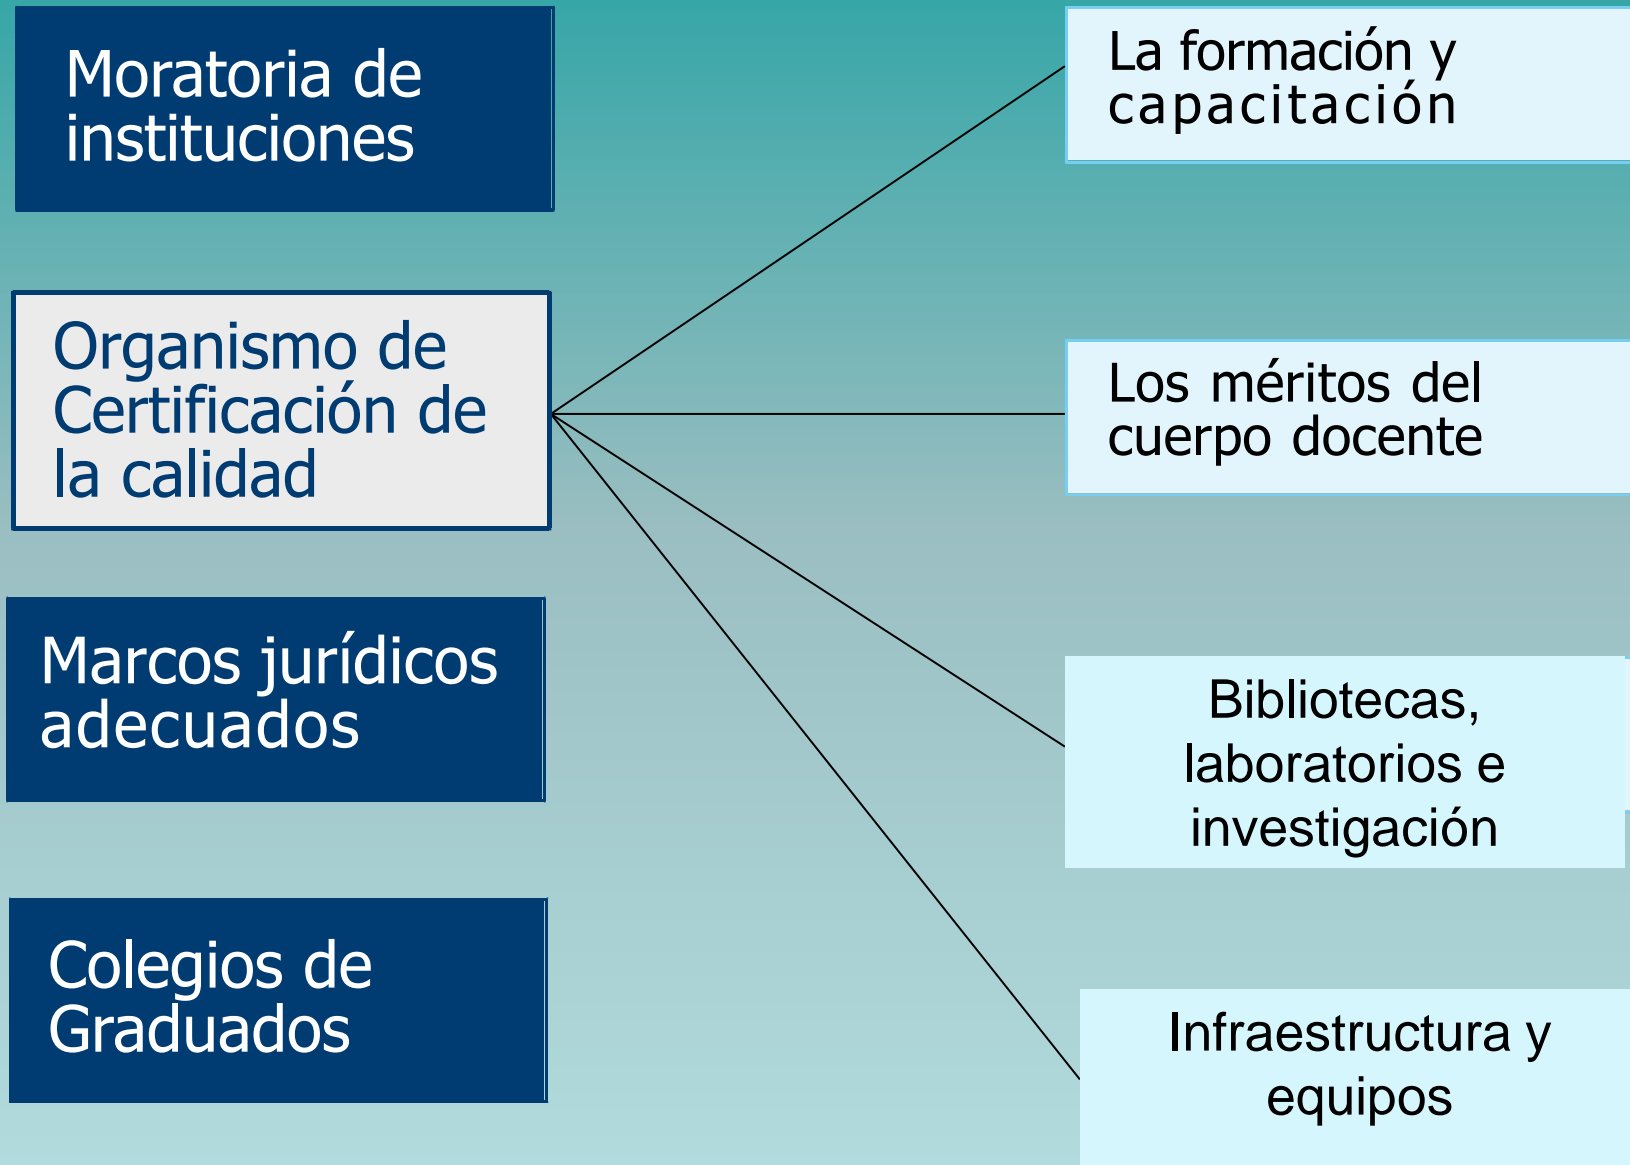 Moratoria de
instituciones
Organismo de
Certificación de
la calidad
Marcos jurídicos
adecuados
Colegios de
Graduados
La formación y
capacitación
Los méritos del
cuerpo docente
Bibliotecas,
laboratorios e
investigación
Infraestructura y
equipos